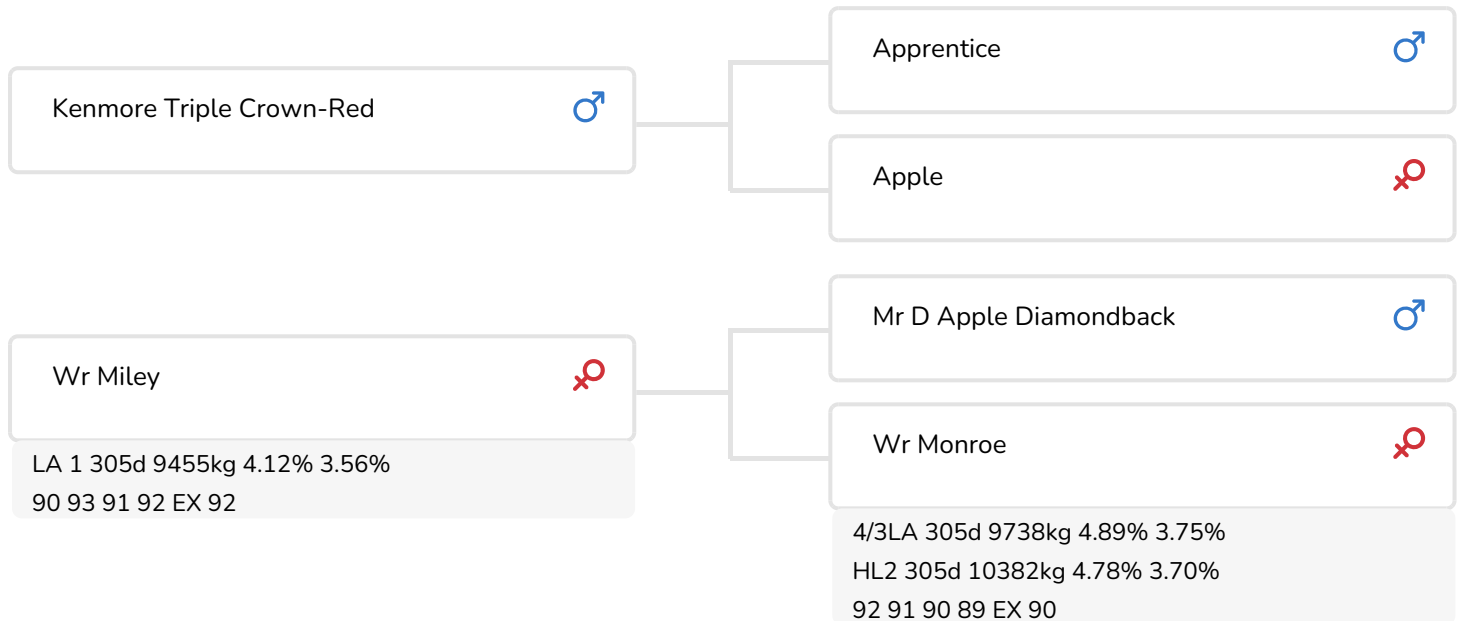 Kenmore Triple Crown-Red
Apprentice
Apple
Wr Miley
LA 1 305d 9455kg 4.12% 3.56%
90 93 91 92 EX 92
Mr D Apple Diamondback
Wr Monroe
4/3LA 305d 9738kg 4.89% 3.75%
HL2 305d 10382kg 4.78% 3.70%
92 91 90 89 EX 90